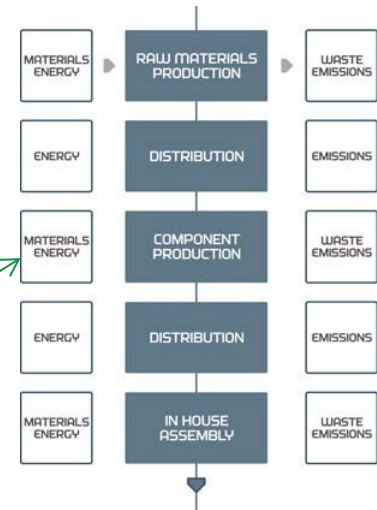 MATERIALS
ENERGY
RAW MATERIALS
PRODUCTION
WASTE
EMISSIONS
ENERGY
DISTRIBUTION
EMISSIONS
MATERIALS
ENERGY
COMPONENT
PRODUCTION
WASTE
EMISSIONS
ENERGY
DISTRIBUTION
EMISSIONS
MATERIALS
ENERGY
IN HOUSE
ASSEMBLY
WASTE
EMISSIONS